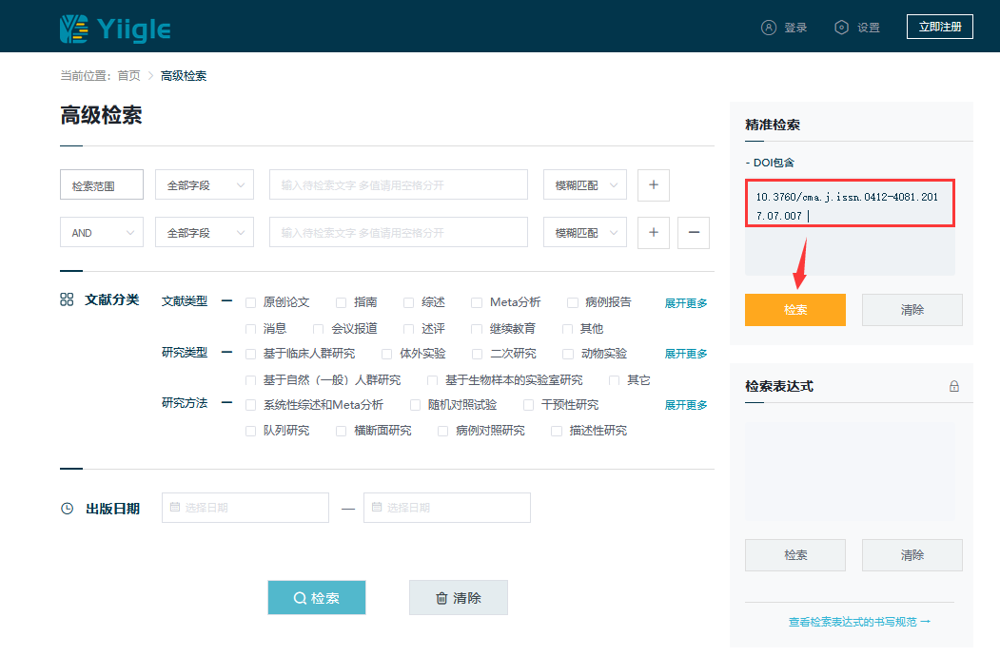 Yiigle
登录 设置 立即注册
当前位置: 首页 > 高级检索
高级检索
检索范围 全部字段 输入待检索文字 多值请用空格分开 模糊匹配 +
AND 全部字段 输入待检索文字 多值请用空格分开 模糊匹配 + −
文献分类 文献类型 原创论文 指南 综述 Meta分析 病例报告 展开更多
消息 会议报道 述评 继续教育 其他
研究类型 基于临床人群研究 体外实验 二次研究 动物实验 展开更多
基于自然（一般）人群研究 基于生物样本的实验室研究 其它
研究方法 系统性综述和Meta分析 随机对照试验 干预性研究 展开更多
队列研究 横断面研究 病例对照研究 描述性研究
出版日期 选择日期 — 选择日期
检索 清除
精准检索
- DOI包含
10.3760/cma.j.issn.0412-4081.201
7.07.007
检索 清除
检索表达式
检索 清除
查看检索表达式的书写规范 →